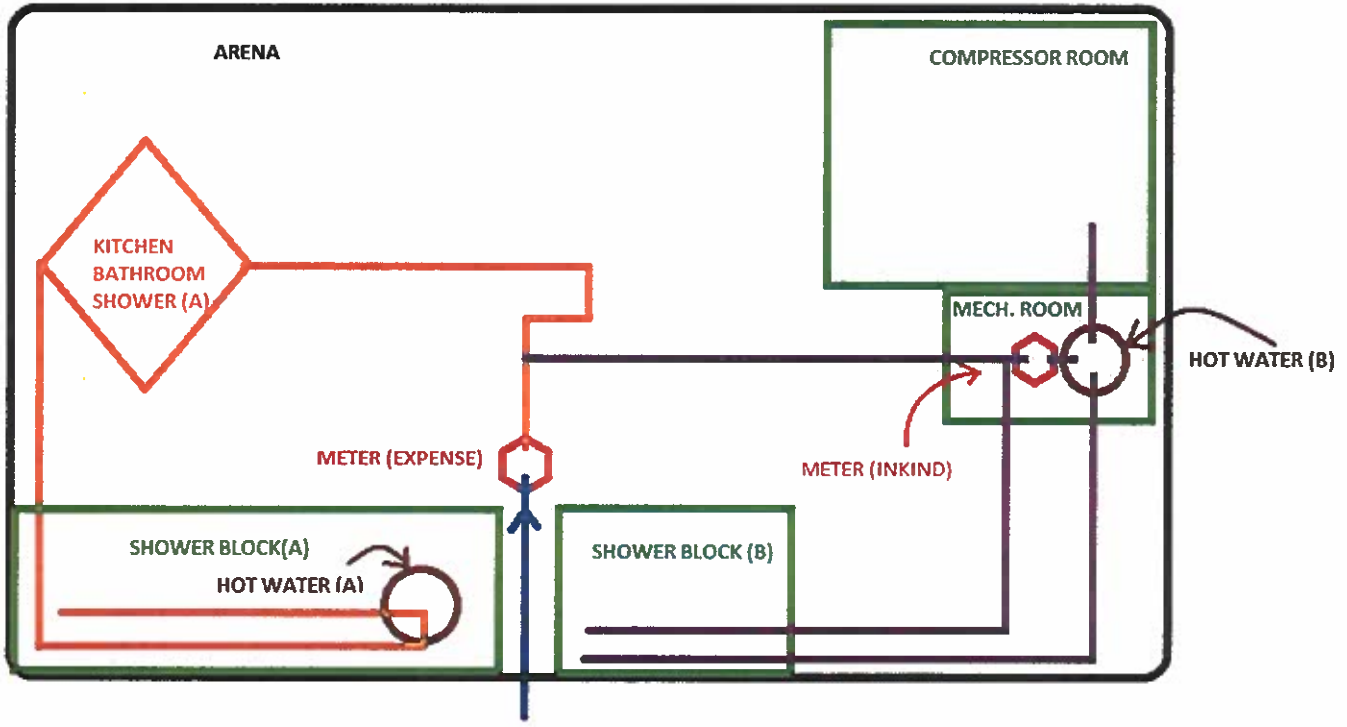 ARENA
COMPRESSOR ROOM
KITCHEN
BATHROOM
SHOWER (A)
MECH. ROOM
HOT WATER (B)
METER (EXPENSE)
METER (INKIND)
SHOWER BLOCK(A)
HOT WATER (A)
SHOWER BLOCK (B)